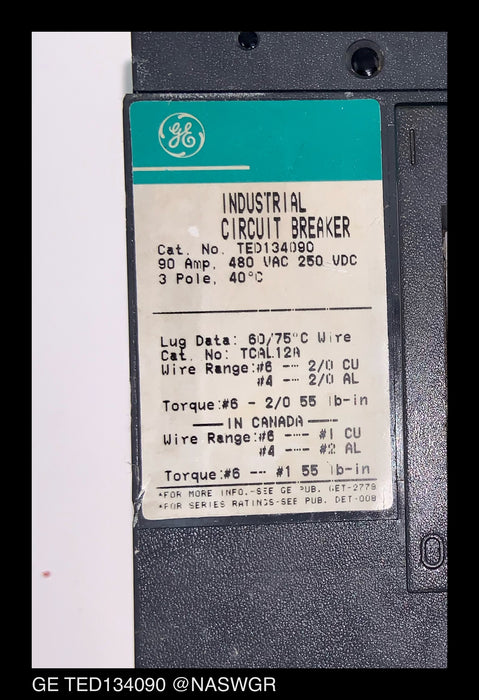 GE
INDUSTRIAL
CIRCUIT BREAKER
Cat. No. TED134090
90 Amp, 480 VAC 250 VDC
3 Pole, 40°C
Lug Data: 60/75°C Wire
Cat. No: TCAL12A
Wire Range:#6 --- 2/0 CU
#4 -- 2/0 AL
Torque:#6 - 2/0 55 lb-in
IN CANADA
Wire Range:#6 --- #1 CU
#4 --- #2 AL
Torque:#6 -- #1 55 lb-in
*FOR MORE INFO.-SEE GE PUB. GET-2779
*FOR SERIES RATINGS-SEE PUB. DET-008
GE TED134090 @NASWGR